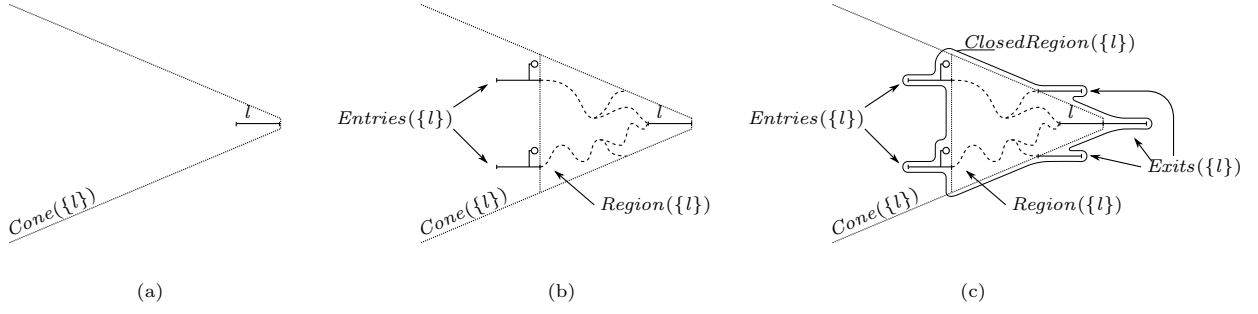 l
Cone({l})
(a)
Entries({l})
l
Cone({l})
Region({l})
(b)
ClosedRegion({l})
Entries({l})
l
Exits({l})
Cone({l})
Region({l})
(c)